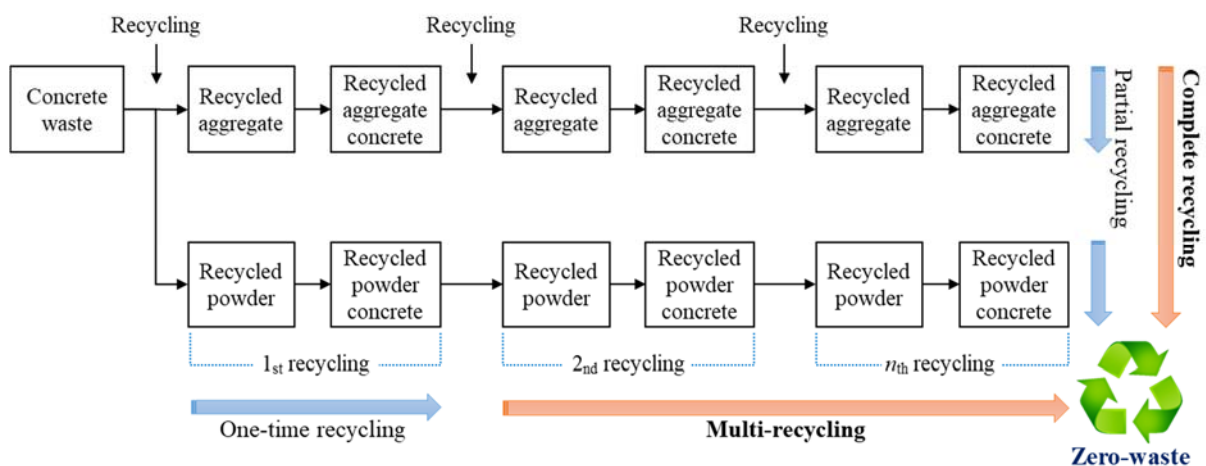 Recycling
Recycling
Recycling
Concrete
waste
Recycled
aggregate
Recycled
aggregate
concrete
Recycled
aggregate
Recycled
aggregate
concrete
Recycled
aggregate
Recycled
aggregate
concrete
Partial recycling
Complete recycling
Recycled
powder
Recycled
powder
concrete
Recycled
powder
Recycled
powder
concrete
Recycled
powder
Recycled
powder
concrete
1st recycling
2nd recycling
nth recycling
One-time recycling
Multi-recycling
Zero-waste